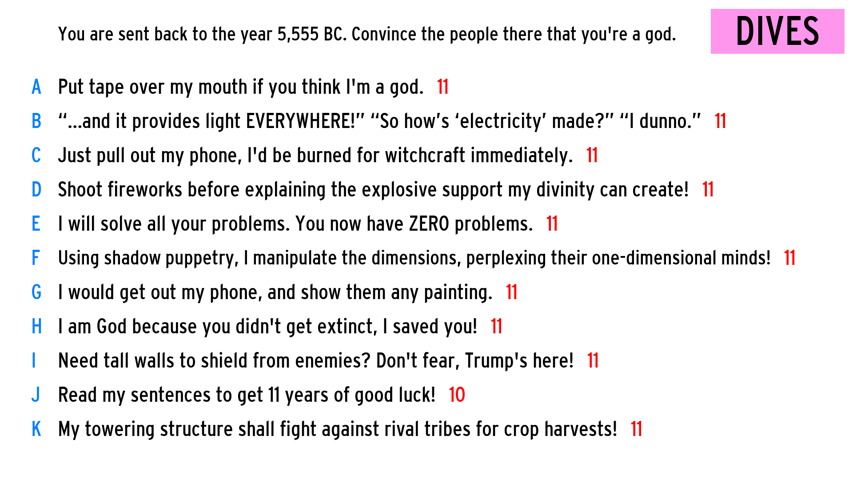 You are sent back to the year 5,555 BC. Convince the people there that you're a god.
DIVES
A Put tape over my mouth if you think I'm a god. 11
B “...and it provides light EVERYWHERE!” “So how’s ‘electricity’ made?” “I dunno.” 11
C Just pull out my phone, I'd be burned for witchcraft immediately. 11
D Shoot fireworks before explaining the explosive support my divinity can create! 11
E I will solve all your problems. You now have ZERO problems. 11
F Using shadow puppetry, I manipulate the dimensions, perplexing their one-dimensional minds! 11
G I would get out my phone, and show them any painting. 11
H I am God because you didn't get extinct, I saved you! 11
I Need tall walls to shield from enemies? Don't fear, Trump's here! 11
J Read my sentences to get 11 years of good luck! 10
K My towering structure shall fight against rival tribes for crop harvests! 11